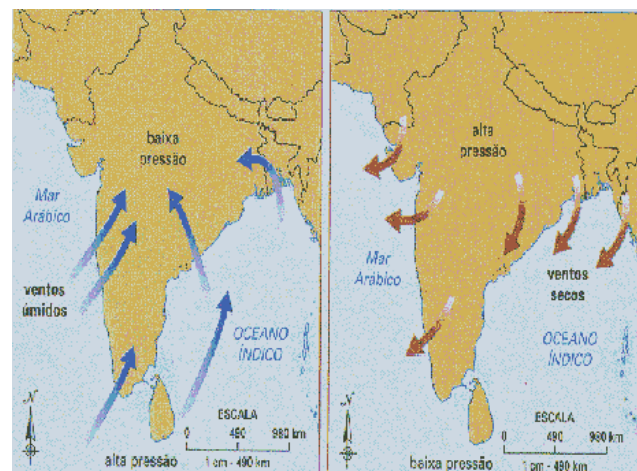 baixa
pressão
Mar
Arábico
ventos
úmidos
OCEANO
ÍNDICO
N
ESCALA
0 490 980 km
1 cm - 490 km
alta pressão
alta
pressão
Mar
Arábico
ventos
secos
OCEANO
ÍNDICO
N
ESCALA
0 490 980 km
1 cm - 490 km
baixa pressão